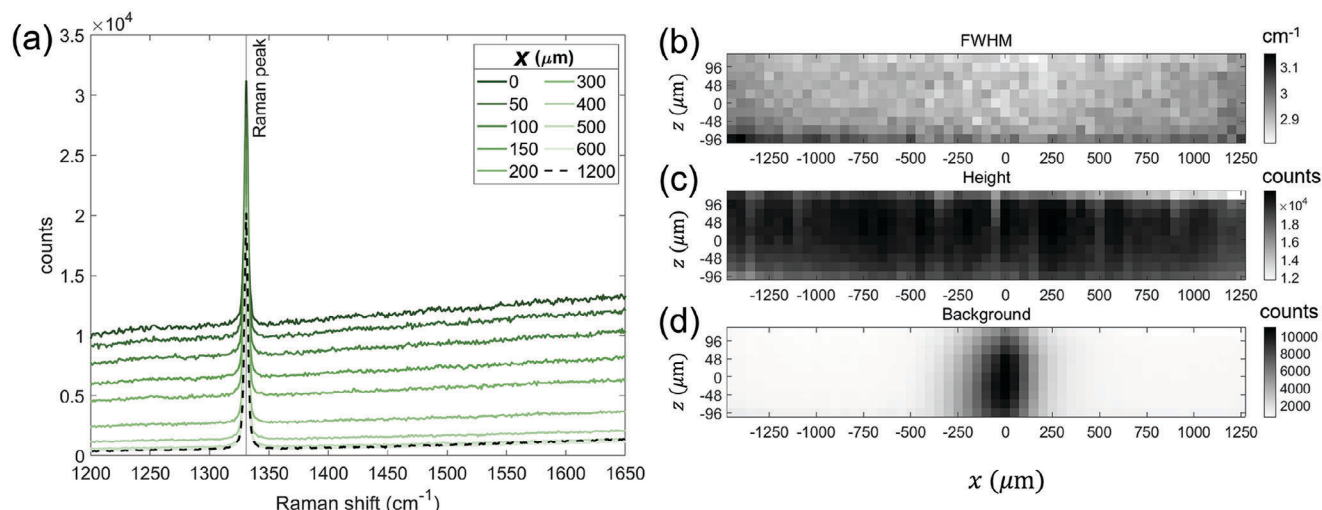 (a)
×10⁴
3.5
3
2.5
2
1.5
1
0.5
0
counts
1200 1250 1300 1350 1400 1450 1500 1550 1600 1650
Raman shift (cm⁻¹)
Raman peak
x (μm)
0 300
50 400
100 500
150 600
200 1200
(b)
FWHM
cm⁻¹
96
48
0
-48
-96
z (μm)
3.1
3
2.9
-1250 -1000 -750 -500 -250 0 250 500 750 1000 1250
(c)
Height
counts
×10⁴
96
48
0
-48
-96
z (μm)
1.8
1.6
1.4
1.2
-1250 -1000 -750 -500 -250 0 250 500 750 1000 1250
(d)
Background
counts
96
48
0
-48
-96
z (μm)
10000
8000
6000
4000
2000
-1250 -1000 -750 -500 -250 0 250 500 750 1000 1250
x (μm)